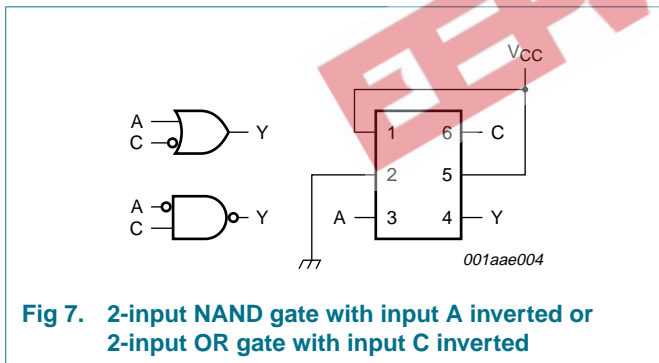 VCC
A
C
Y
1
6
C
A
C
Y
2
5
A
3
4
Y
001aae004
Fig 7. 2-input NAND gate with input A inverted or
2-input OR gate with input C inverted